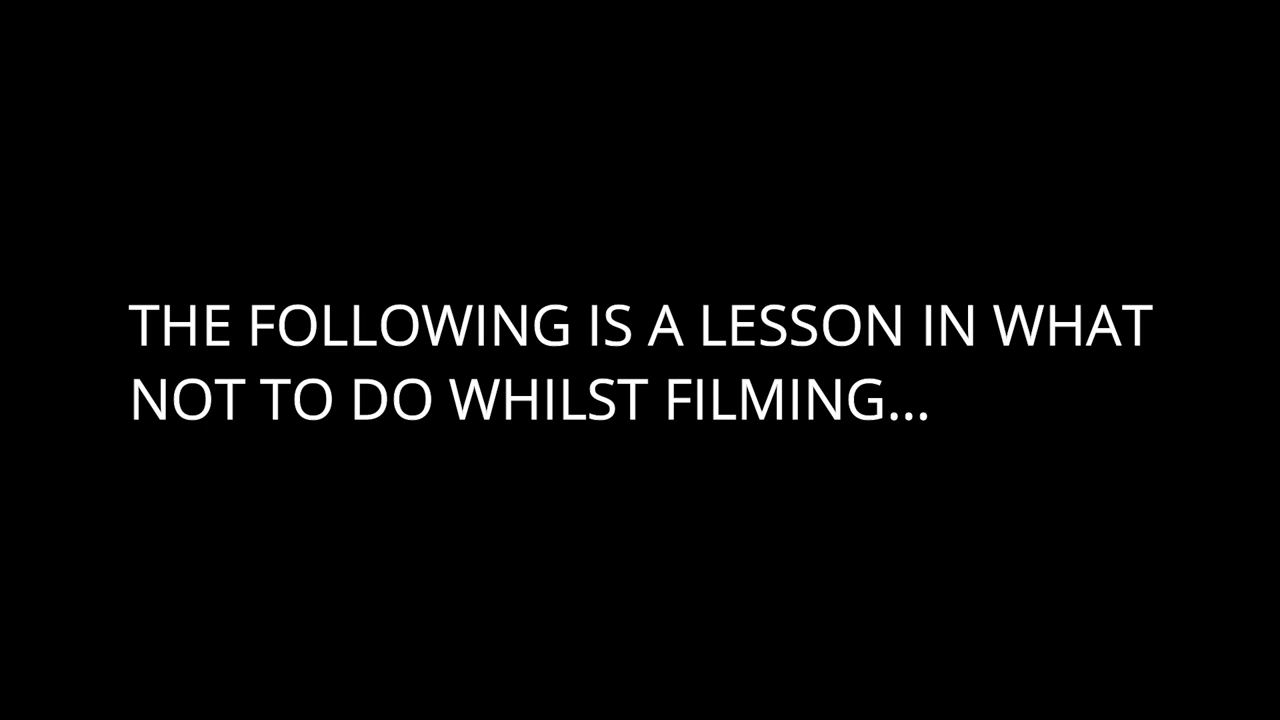 THE FOLLOWING IS A LESSON IN WHAT
NOT TO DO WHILST FILMING...